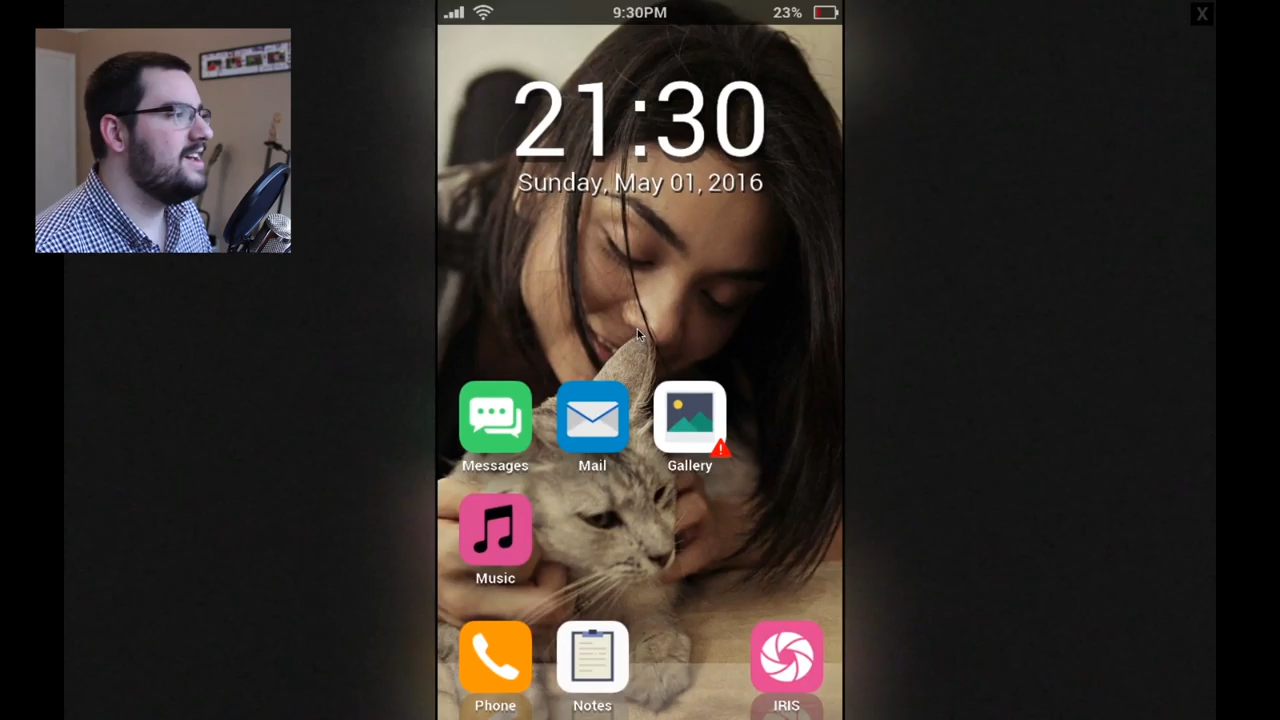 9:30PM
23%
X
21:30
Sunday, May 01, 2016
Messages
Mail
Gallery
Music
Phone
Notes
IRIS